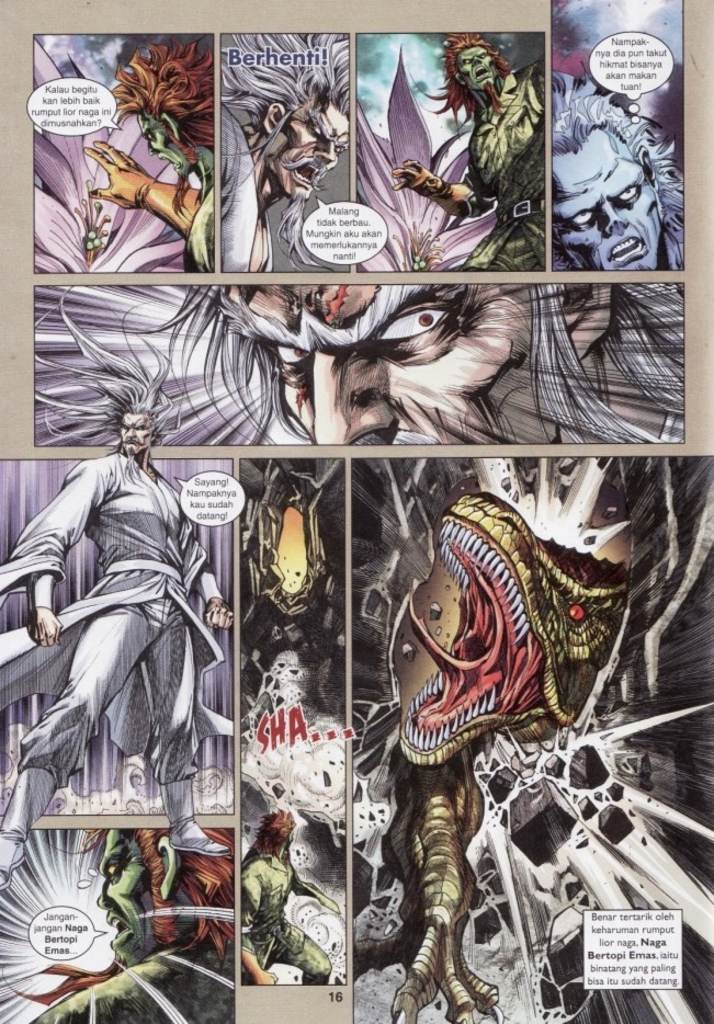 Kalau begitu
kan lebih baik
rumput lior naga ini
dimusnahkan?
Berhenti!
Malang
tidak berbau.
Mungkin aku akan
memerlukannya
nanti!
Nampak-
nya dia pun takut
hikmat bisanya
akan makan
tuan!
Sayang!
Nampaknya
kau sudah
datang!
SHA...
Jangan-
jangan Naga
Bertopi
Emas...
Benar tertarik oleh
keharuman rumput
lior naga, Naga
Bertopi Emas, iaitu
binatang yang paling
bisa itu sudah datang.
16